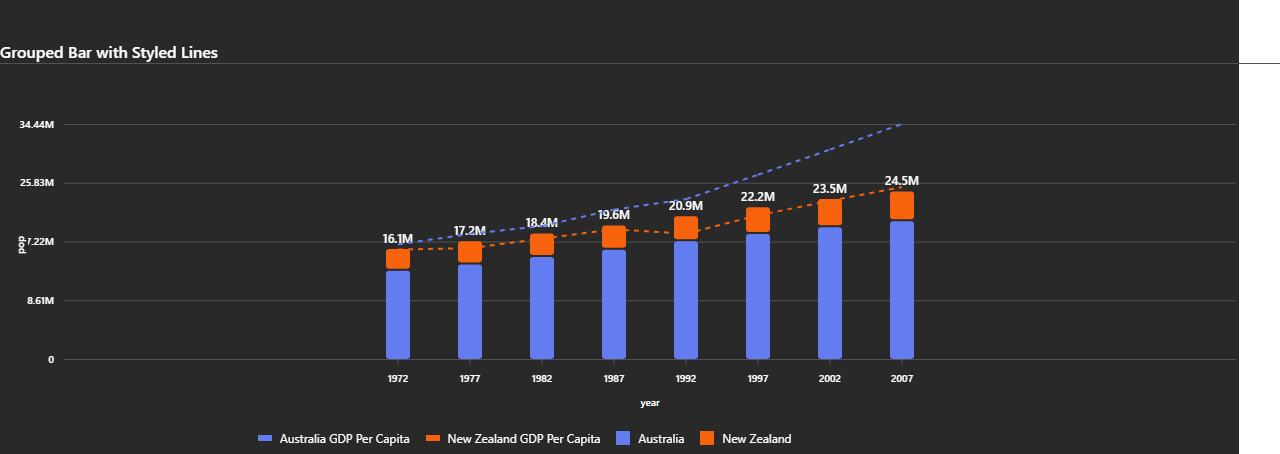 Grouped Bar with Styled Lines
34.44M
25.83M
7.22M
8.61M
0
pop
16.1M 17.2M 18.4M 19.6M 20.9M 22.2M 23.5M 24.5M
1972 1977 1982 1987 1992 1997 2002 2007
year
Australia GDP Per Capita New Zealand GDP Per Capita Australia New Zealand